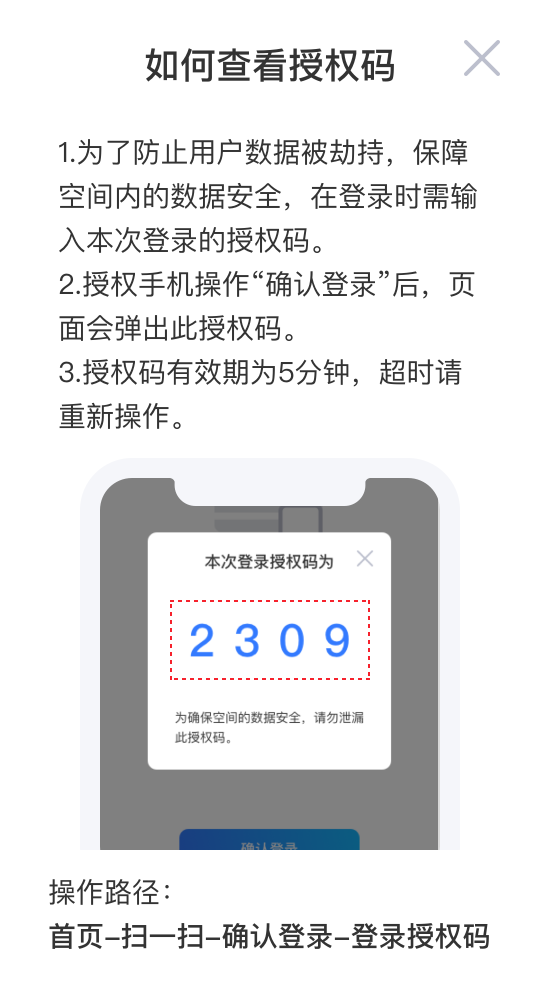 如何查看授权码
1.为了防止用户数据被劫持，保障
空间内的数据安全，在登录时需输
入本次登录的授权码。
2.授权手机操作“确认登录”后，页
面会弹出此授权码。
3.授权码有效期为5分钟，超时请
重新操作。
本次登录授权码为
2309
为确保空间的数据安全，请勿泄漏
此授权码。
确认登录
操作路径：
首页–扫一扫–确认登录–登录授权码